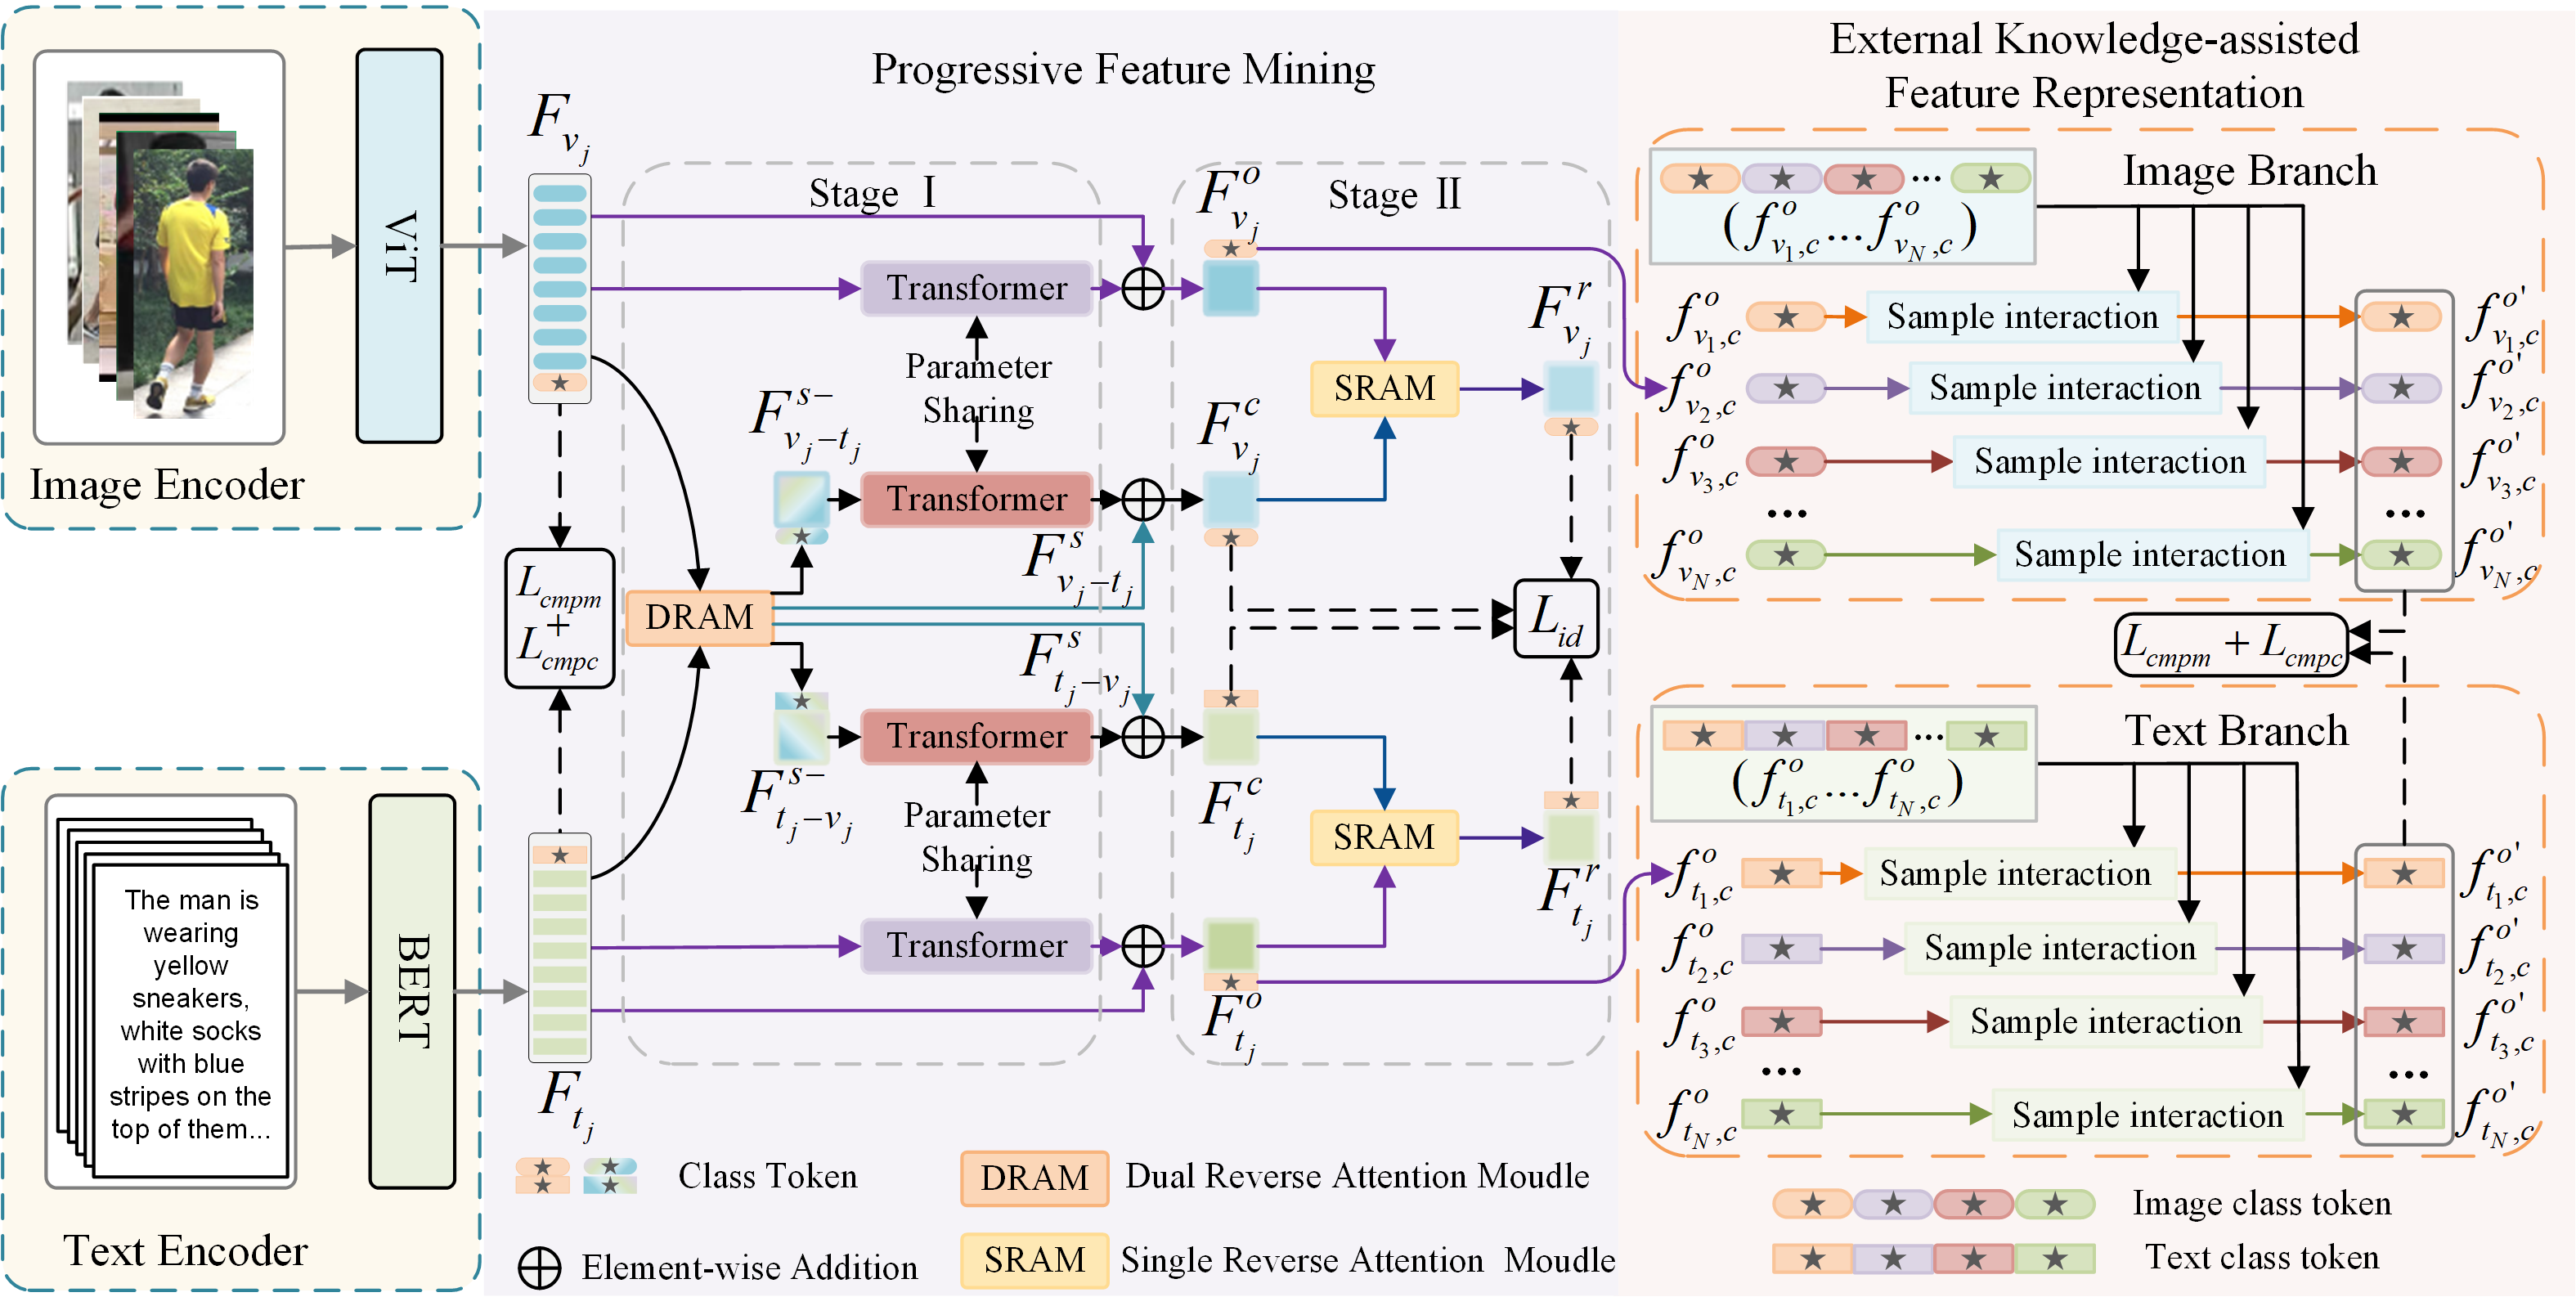 Progressive Feature Mining
External Knowledge-assisted
Feature Representation
Image Encoder
ViT
Text Encoder
BERT
The man is
wearing
yellow
sneakers,
white socks
with blue
stripes on the
top of them...
F_{v_j}
F_{t_j}
L_{cmpm}
+
L_{cmpc}
Stage I
Transformer
Parameter
Sharing
F^{s-}_{v_j-t_j}
Transformer
F^{s}_{v_j-t_j}
DRAM
F^{s}_{t_j-v_j}
Transformer
F^{s-}_{t_j-v_j}
Parameter
Sharing
Transformer
Stage II
F^{o}_{v_j}
F^{r}_{v_j}
SRAM
F^{c}_{v_j}
L_{id}
F^{c}_{t_j}
SRAM
F^{r}_{t_j}
F^{o}_{t_j}
Image Branch
(f^{o}_{v_1,c}...f^{o}_{v_N,c})
f^{o}_{v_1,c} Sample interaction f^{o'}_{v_1,c}
f^{o}_{v_2,c} Sample interaction f^{o'}_{v_2,c}
f^{o}_{v_3,c} Sample interaction f^{o'}_{v_3,c}
... ...
f^{o}_{v_N,c} Sample interaction f^{o'}_{v_N,c}
L_{cmpm} + L_{cmpc}
Text Branch
(f^{o}_{t_1,c}...f^{o}_{t_N,c})
f^{o}_{t_1,c} Sample interaction f^{o'}_{t_1,c}
f^{o}_{t_2,c} Sample interaction f^{o'}_{t_2,c}
f^{o}_{t_3,c} Sample interaction f^{o'}_{t_3,c}
... ...
f^{o}_{t_N,c} Sample interaction f^{o'}_{t_N,c}
Class Token
DRAM Dual Reverse Attention Moudle
Element-wise Addition
SRAM Single Reverse Attention Moudle
Image class token
Text class token